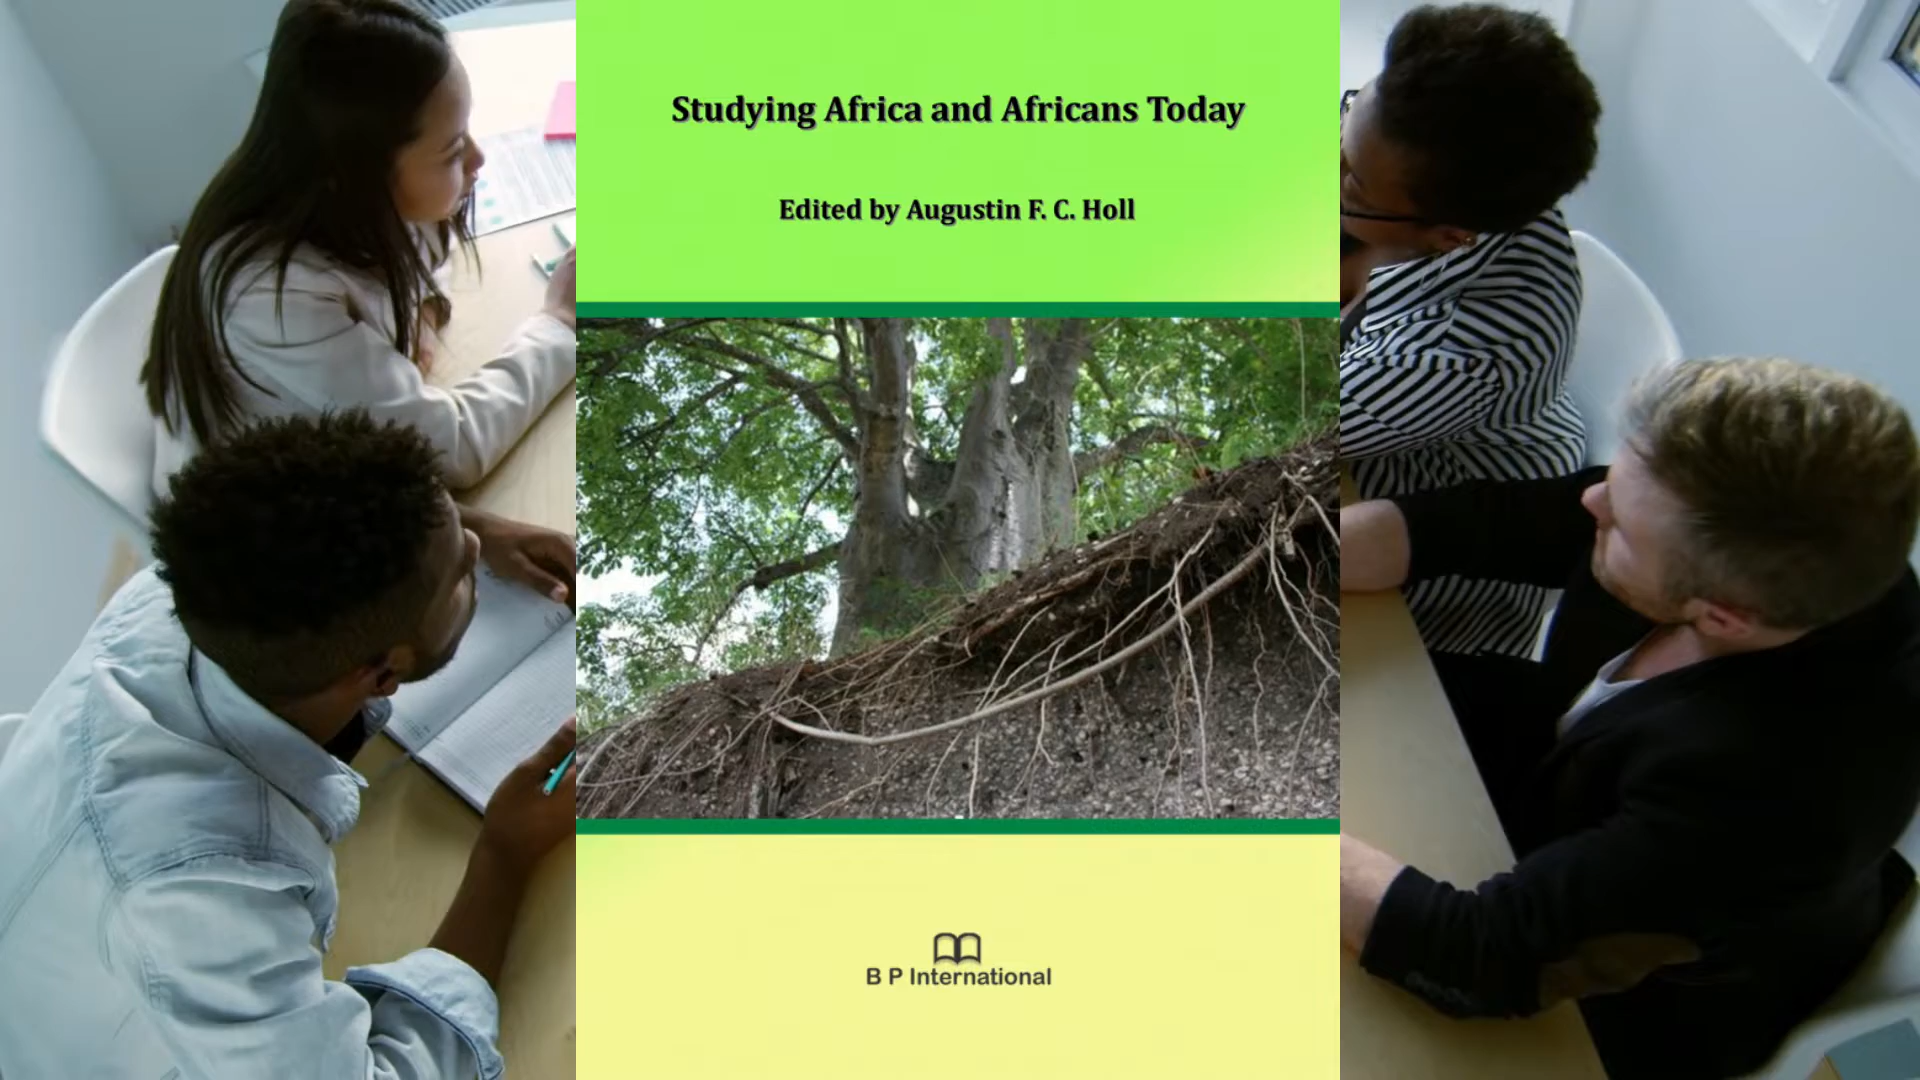 Studying Africa and Africans Today
Edited by Augustin F. C. Holl
B P International